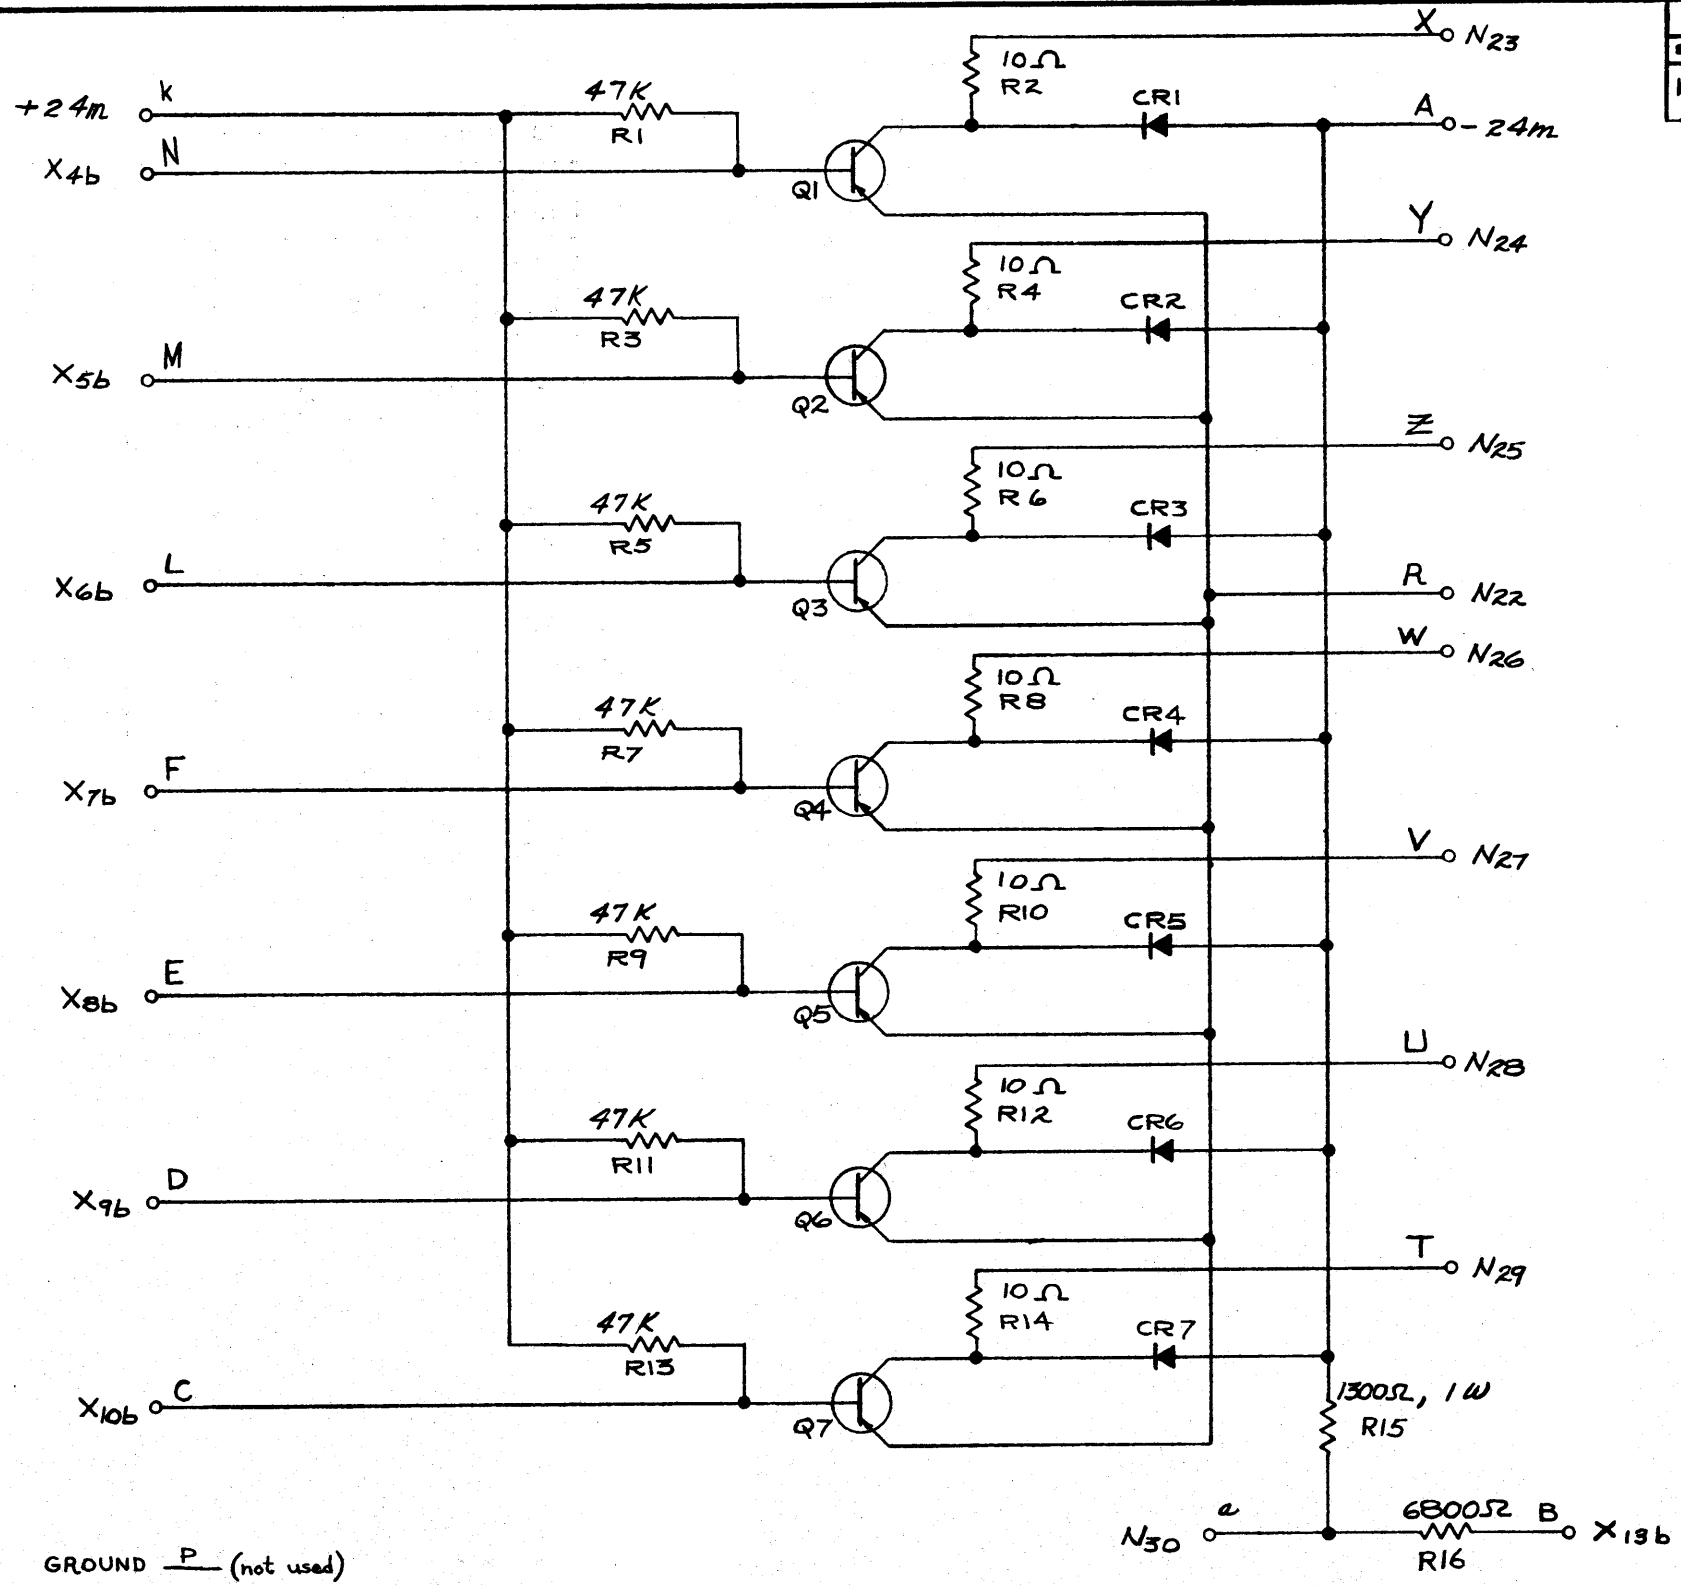 X N23
10Ω
R2
+24m k 47K R1 CR1 A -24m
X4b N Q1
Y N24
10Ω
R4
47K R3 CR2
X5b M Q2
Z N25
10Ω
R6
47K R5 CR3
X6b L Q3 R N22
W N26
10Ω
R8
47K R7 CR4
X7b F Q4
V N27
10Ω
R10
47K R9 CR5
X8b E Q5
U N28
10Ω
R12
47K R11 CR6
X9b D Q6
T N29
10Ω
R14
47K R13 CR7
X10b C Q7
1300Ω, 1W
R15
N30 a 6800Ω R16 B X13b
GROUND P (not used)